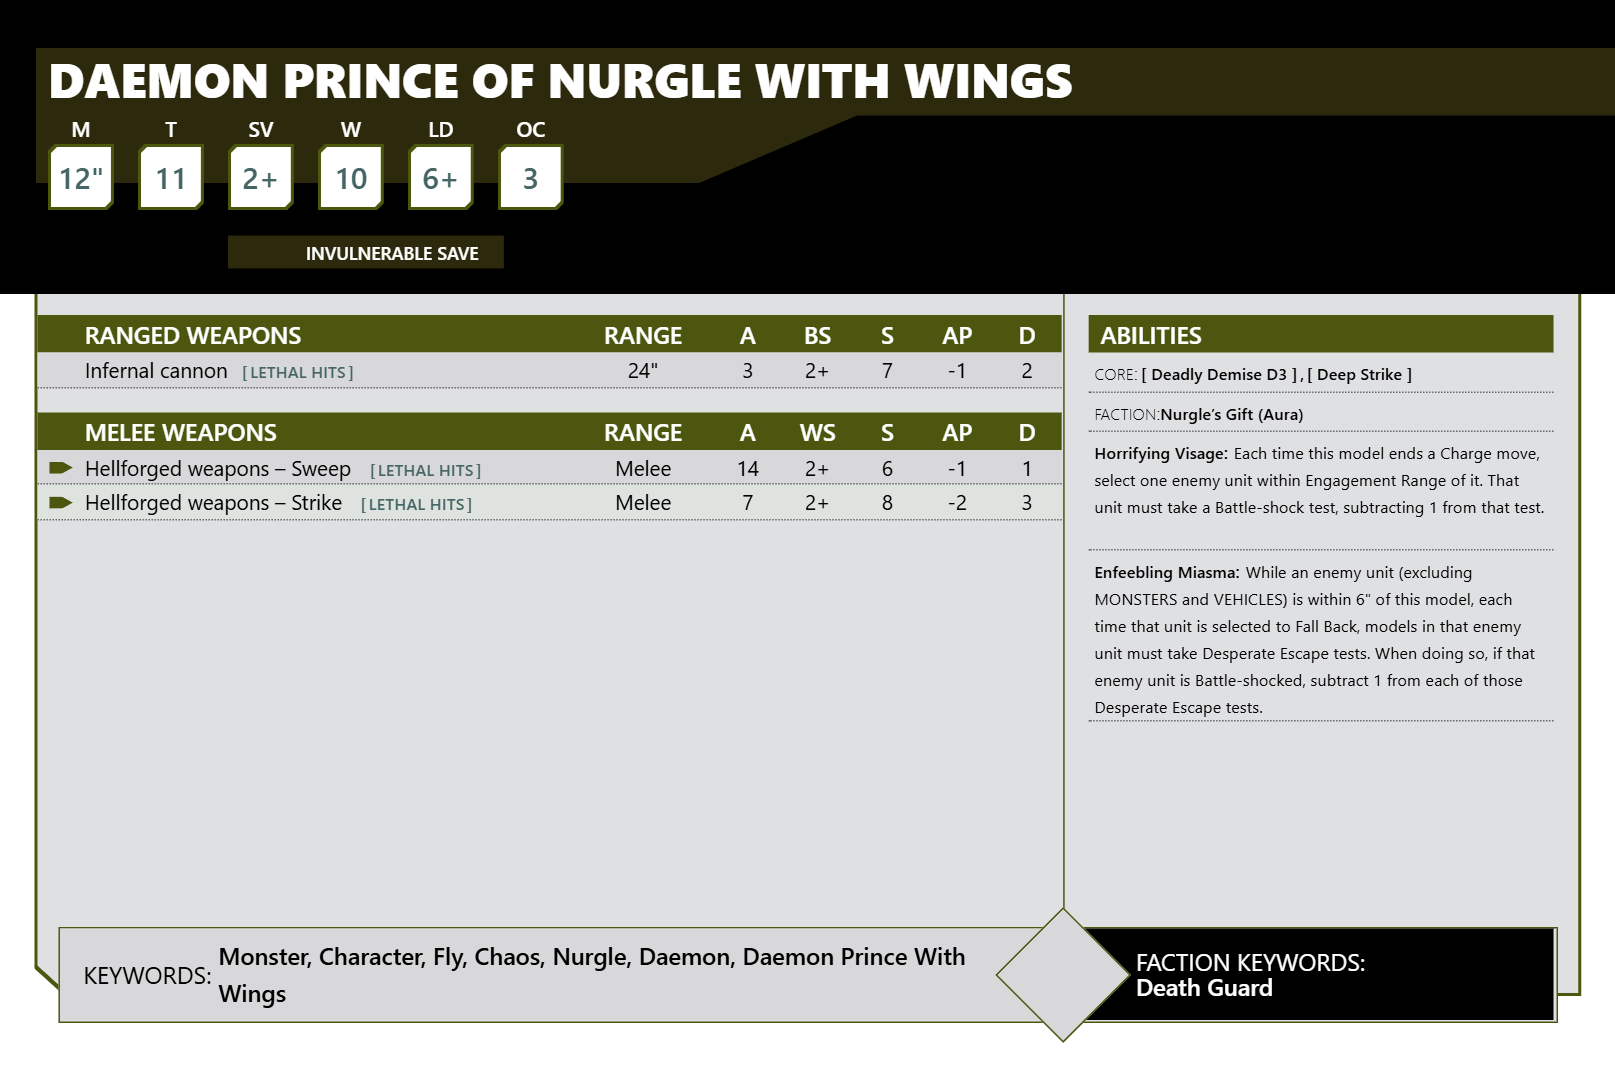 DAEMON PRINCE OF NURGLE WITH WINGS
M T SV W LD OC
12" 11 2+ 10 6+ 3
INVULNERABLE SAVE
RANGED WEAPONS RANGE A BS S AP D
Infernal cannon [ LETHAL HITS ] 24" 3 2+ 7 -1 2
MELEE WEAPONS RANGE A WS S AP D
Hellforged weapons – Sweep [ LETHAL HITS ] Melee 14 2+ 6 -1 1
Hellforged weapons – Strike [ LETHAL HITS ] Melee 7 2+ 8 -2 3
ABILITIES
CORE: [ Deadly Demise D3 ] , [ Deep Strike ]
FACTION:Nurgle’s Gift (Aura)
Horrifying Visage: Each time this model ends a Charge move,
select one enemy unit within Engagement Range of it. That
unit must take a Battle-shock test, subtracting 1 from that test.
Enfeebling Miasma: While an enemy unit (excluding
MONSTERS and VEHICLES) is within 6" of this model, each
time that unit is selected to Fall Back, models in that enemy
unit must take Desperate Escape tests. When doing so, if that
enemy unit is Battle-shocked, subtract 1 from each of those
Desperate Escape tests.
KEYWORDS: Monster, Character, Fly, Chaos, Nurgle, Daemon, Daemon Prince With
Wings
FACTION KEYWORDS:
Death Guard